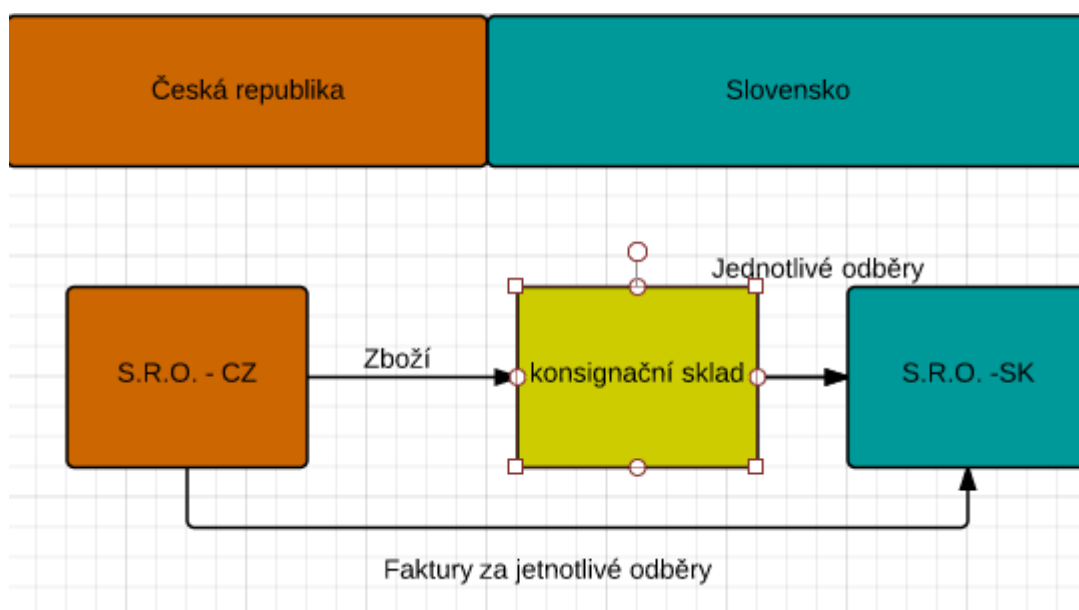 Česká republika
Slovensko
Jednotlivé odběry
Zboží
S.R.O. - CZ
konsignační sklad
S.R.O. -SK
Faktury za jetnotlivé odběry